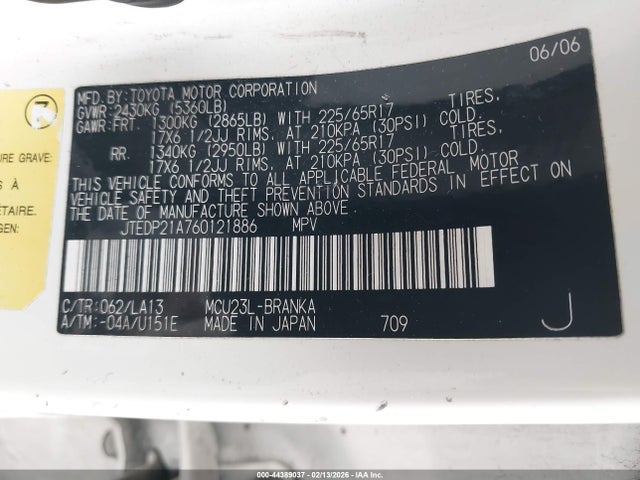 06/06
MFD. BY: TOYOTA MOTOR CORPORATION
GVWR: 2430KG (5360LB)
GAWR: FRT. 1300KG (2865LB) WITH 225/65R17 TIRES,
17X6 1/2JJ RIMS, AT 210KPA (30PSI) COLD.
RR. 1340KG (2950LB) WITH 225/65R17 TIRES,
17X6 1/2JJ RIMS, AT 210KPA (30PSI) COLD.
THIS VEHICLE CONFORMS TO ALL APPLICABLE FEDERAL MOTOR
VEHICLE SAFETY AND THEFT PREVENTION STANDARDS IN EFFECT ON
THE DATE OF MANUFACTURE SHOWN ABOVE.
JTEDP21A760121886 MPV
C/TR:062/LA13 MCU23L-BRANKA
A/TM:-04A/U151E MADE IN JAPAN 709 J
URE GRAVE:
S À
ÉTAIRE.
GEN:
000-44389037 - 02/13/2026 - COPYRIGHT IAA, LLC